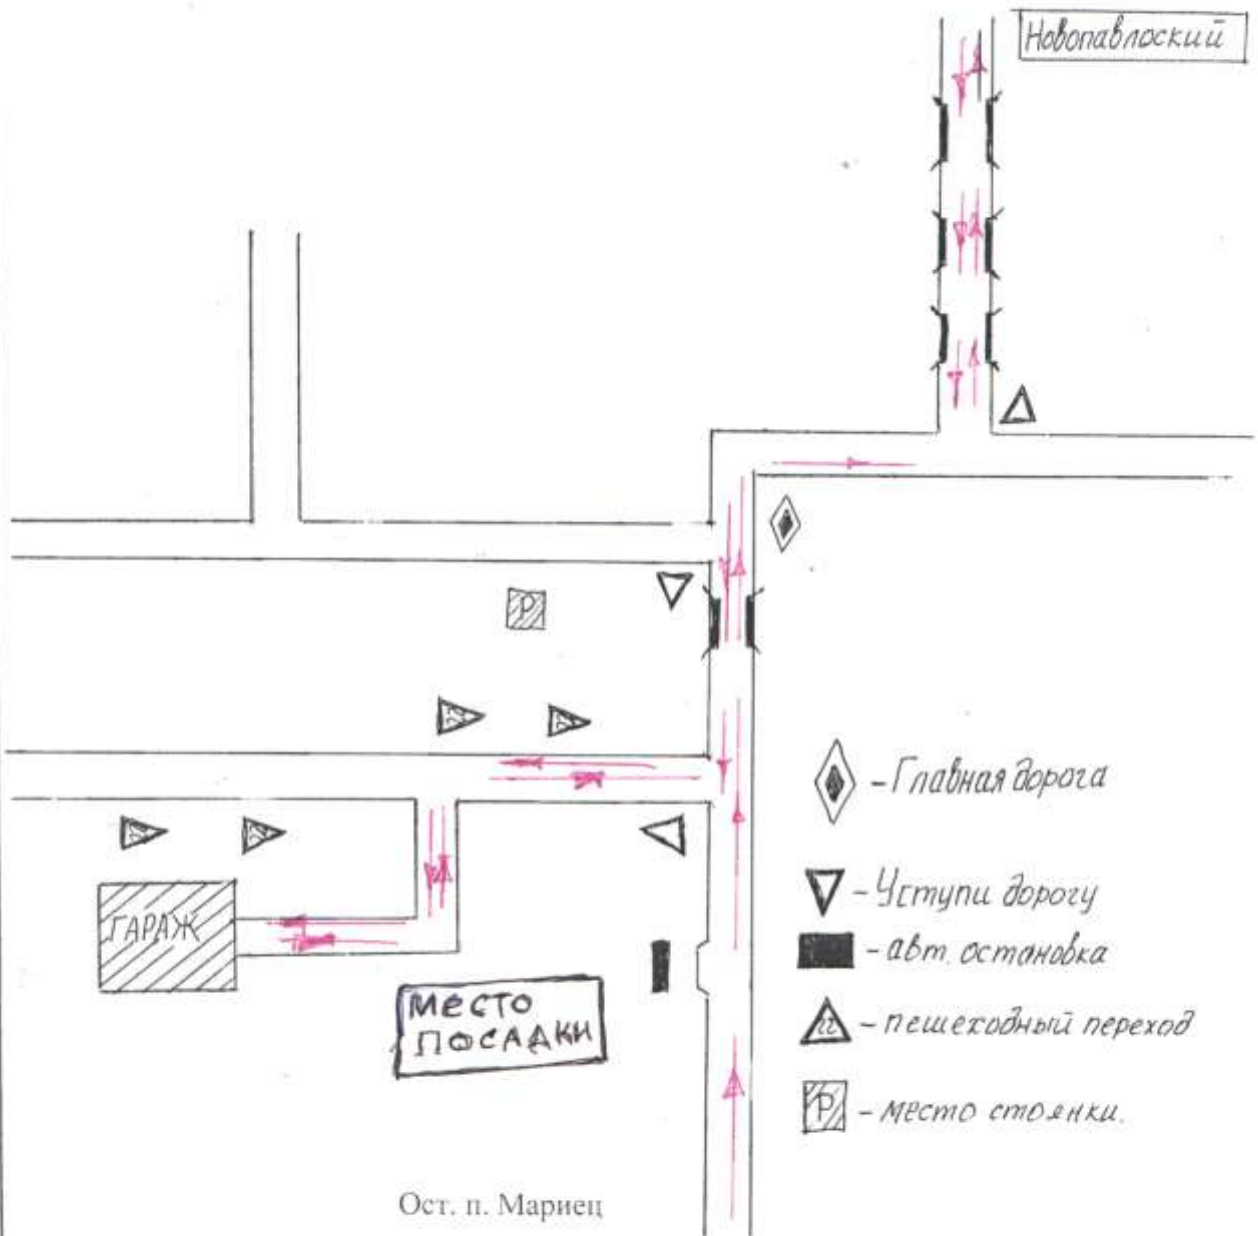 Новопавлоский
Р
- Главная дорога
- Уступи дорогу
ГАРАЖ
- авт. остановка
МЕСТО
ПОСАДКИ
- пешеходный переход
Р
- место стоянки.
Ост. п. Мариец